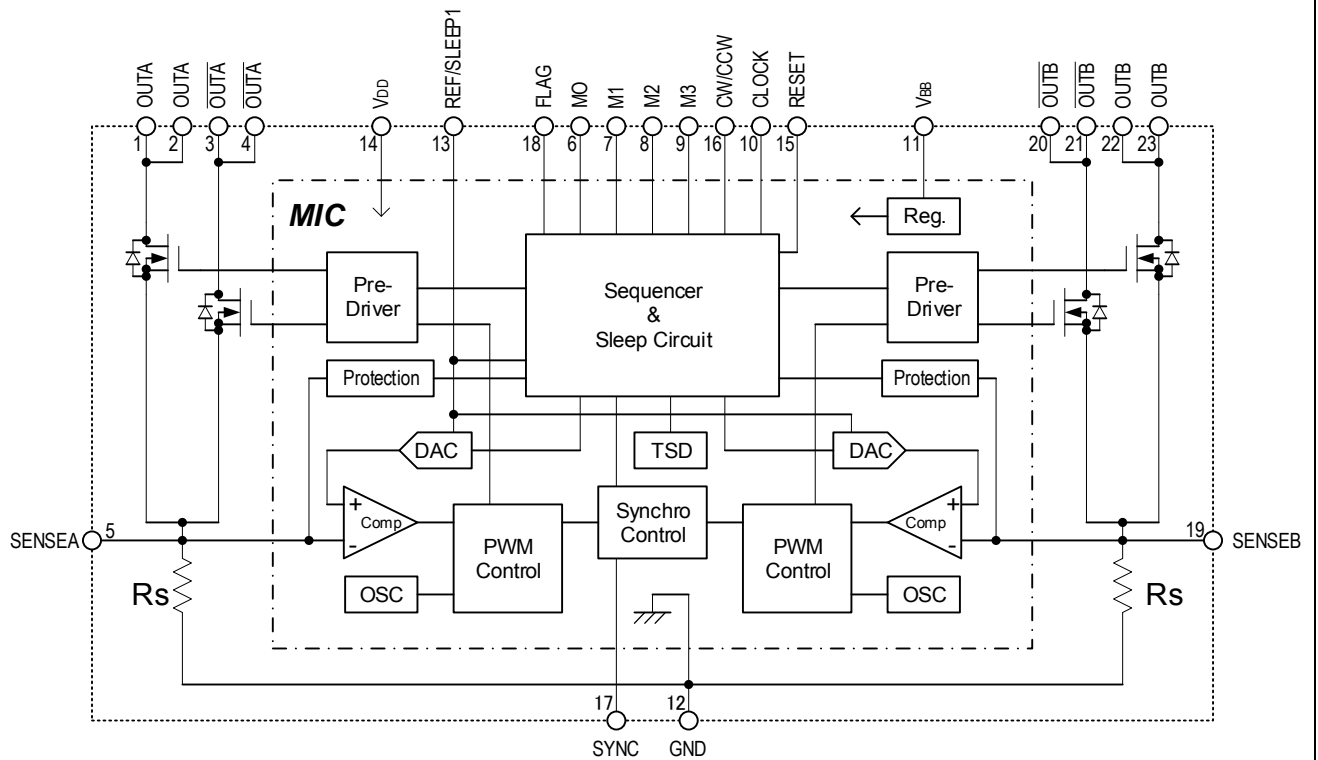 OUTA
OUTA
OUTA
OUTA
VDD
REF/SLEEP1
FLAG
MO
M1
M2
M3
CW/CCW
CLOCK
RESET
VBB
OUTB
OUTB
OUTB
OUTB
1
2
3
4
14
13
18
6
7
8
9
16
10
15
11
20
21
22
23
MIC
Reg.
Pre-
Driver
Sequencer
&
Sleep Circuit
Pre-
Driver
Protection
Protection
DAC
TSD
DAC
+
Comp
-
Synchro
Control
+
Comp
-
PWM
Control
PWM
Control
SENSEA
5
19
SENSEB
Rs
OSC
OSC
Rs
17
12
SYNC
GND